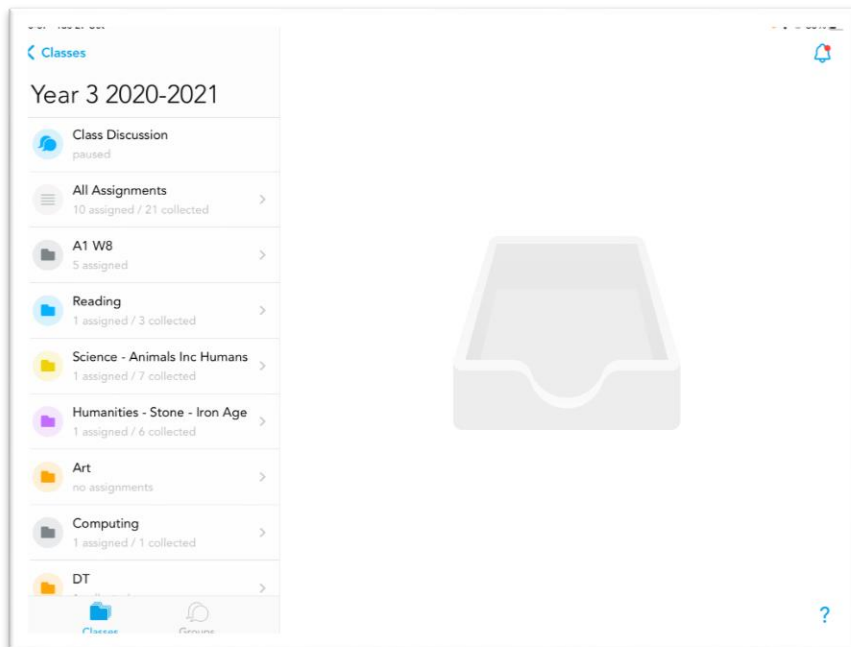 Classes
Year 3 2020-2021
Class Discussion
paused
All Assignments
10 assigned / 21 collected
A1 W8
5 assigned
Reading
1 assigned / 3 collected
Science - Animals Inc Humans
1 assigned / 7 collected
Humanities - Stone - Iron Age
1 assigned / 6 collected
Art
no assignments
Computing
1 assigned / 1 collected
DT
Classes
Groups
?